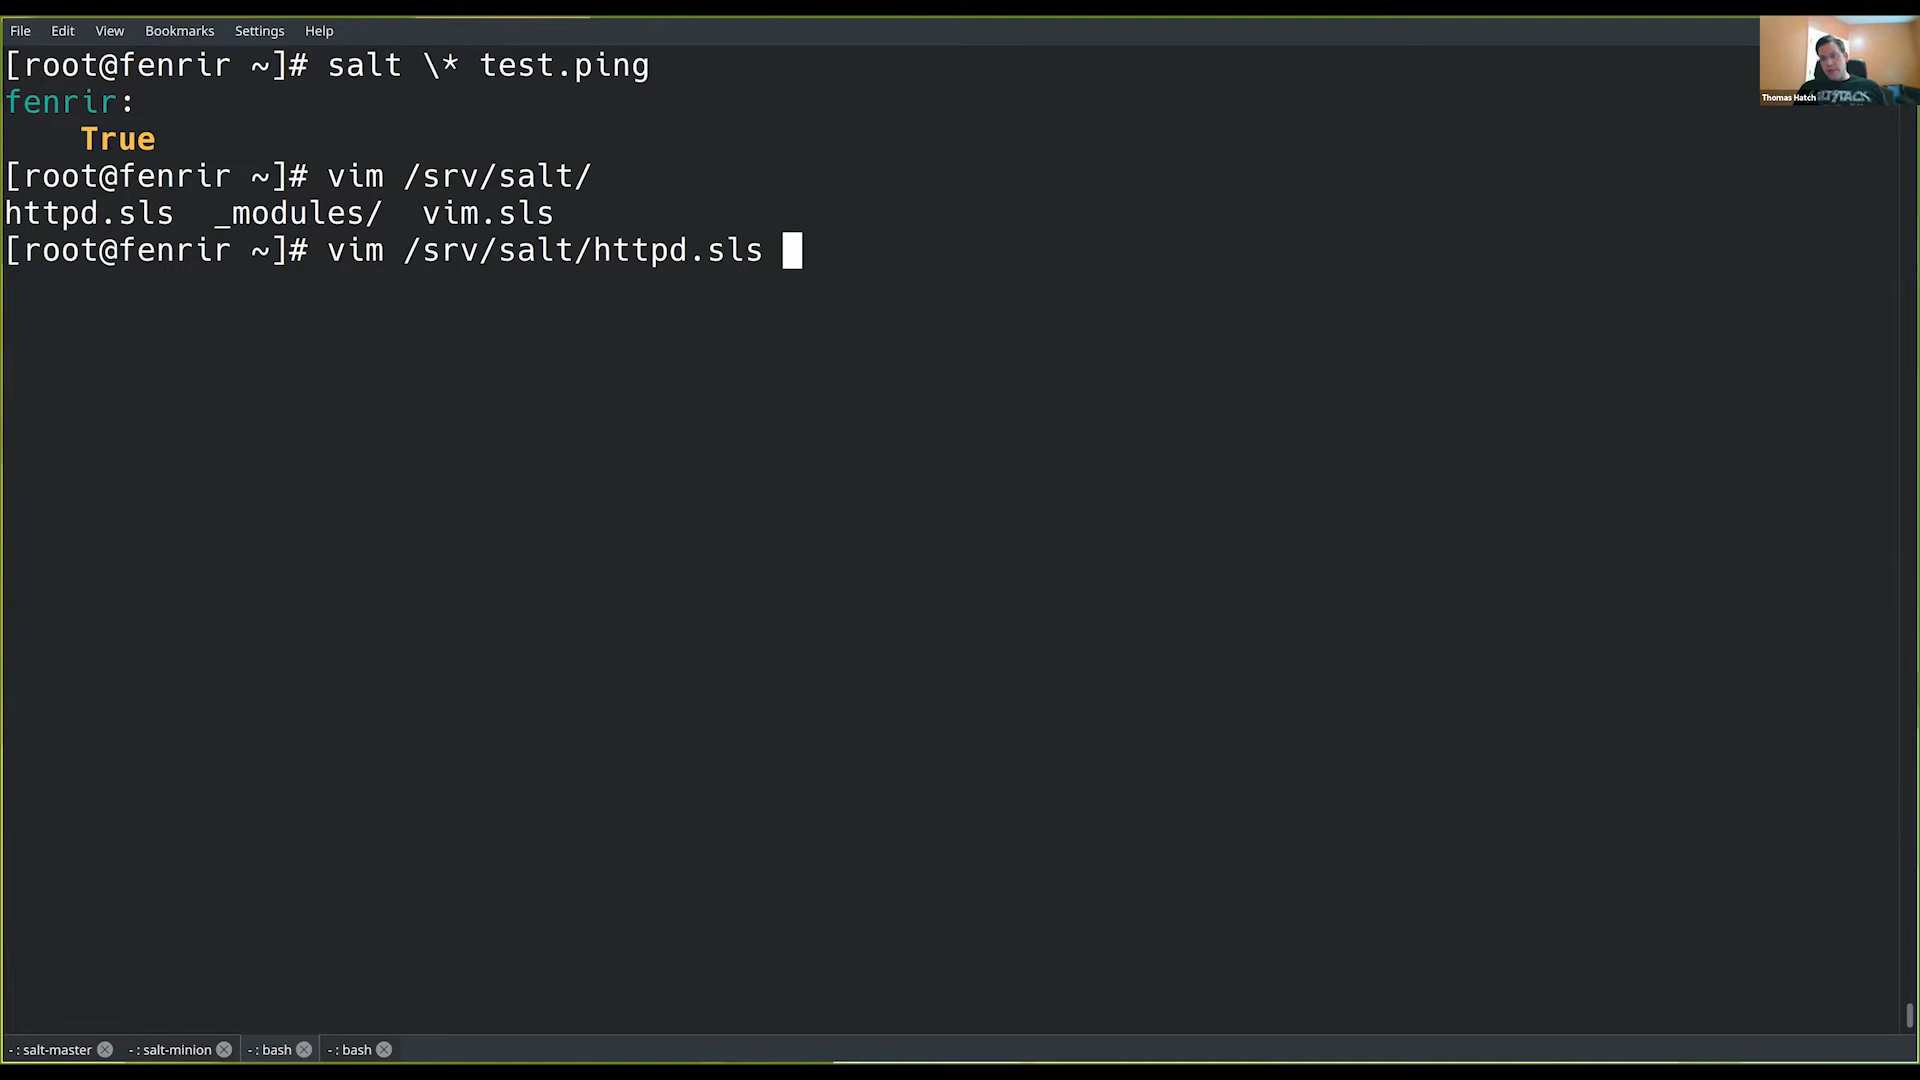 File Edit View Bookmarks Settings Help
[root@fenrir ~]# salt \* test.ping
fenrir:
True
[root@fenrir ~]# vim /srv/salt/
httpd.sls _modules/ vim.sls
[root@fenrir ~]# vim /srv/salt/httpd.sls
Thomas Hatch
- : salt-master - : salt-minion - : bash - : bash